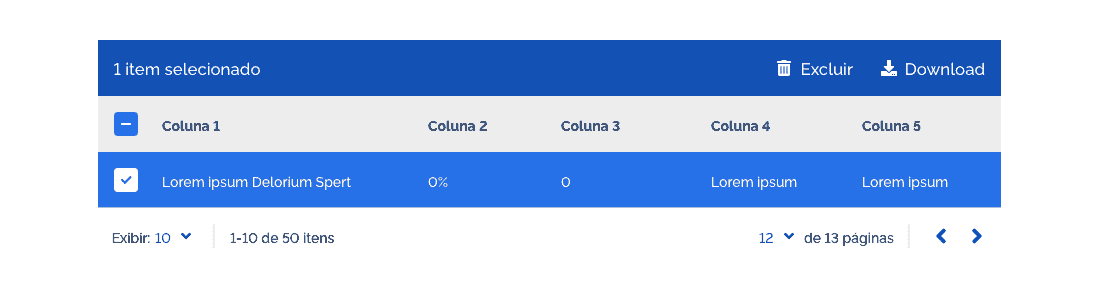 1 item selecionado Excluir Download
Coluna 1 Coluna 2 Coluna 3 Coluna 4 Coluna 5
Lorem ipsum Delorium Spert 0% 0 Lorem ipsum Lorem ipsum
Exibir: 10 1-10 de 50 itens 12 de 13 páginas